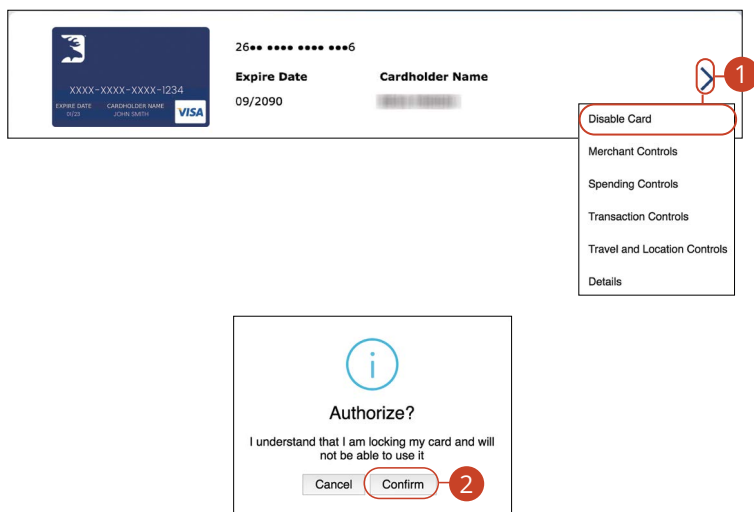 26•• •••• •••• •••6
Expire Date Cardholder Name
09/2090
XXXX-XXXX-XXXX-1234
EXPIRE DATE CARDHOLDER NAME
01/25 JOHN SMITH VISA
1
Disable Card
Merchant Controls
Spending Controls
Transaction Controls
Travel and Location Controls
Details
Authorize?
I understand that I am locking my card and will
not be able to use it
Cancel Confirm 2